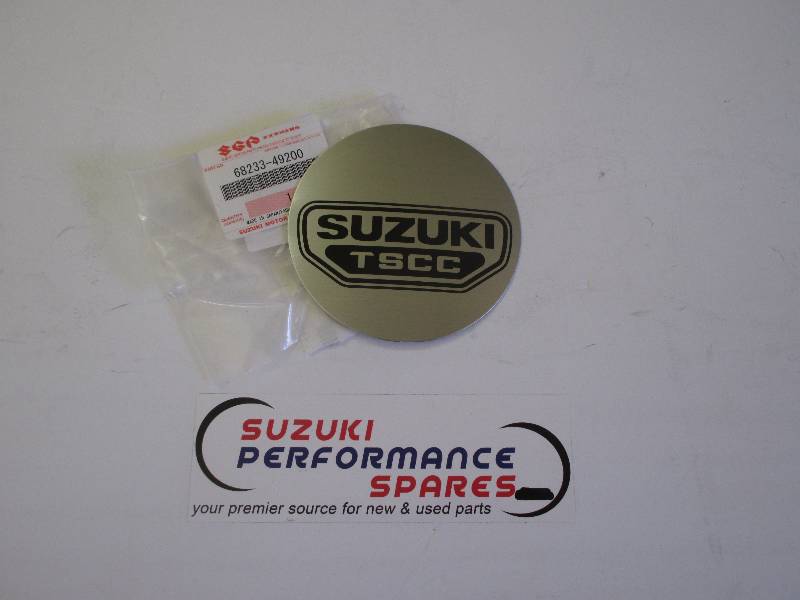 SGP
68233-49200
SUZUKI
TSCC
SUZUKI
PERFORMANCE
SPARES
your premier source for new & used parts